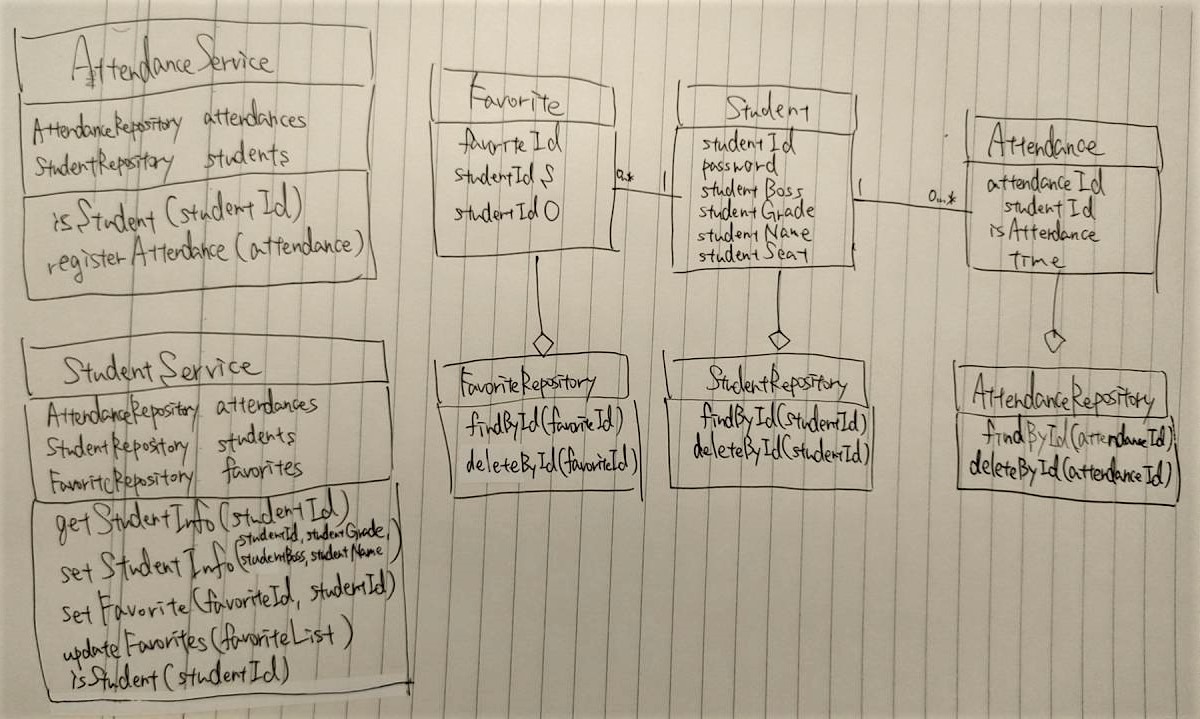 AttendanceService
AttendanceRepository attendances
StudentRepository students
isStudent(studentId)
registerAttendance(attendance)
StudentService
AttendanceRepository attendances
StudentRepository students
FavoriteRepository favorites
getStudentInfo(studentId)
setStudentInfo(studentId, studentGrade,
studentBoss, studentName)
setFavorite(favoriteId, studentId)
updateFavorites(favoriteList)
isStudent(studentId)
Favorite
favoriteId
studentIdS
studentIdO
0..*
1
Student
studentId
password
studentBoss
studentGrade
studentName
studentSeat
1
0...*
Attendance
attendanceId
studentId
isAttendance
time
FavoriteRepository
findById(favoriteId)
deleteById(favoriteId)
StudentRepository
findById(studentId)
deleteById(studentId)
AttendanceRepository
findById(attendanceId)
deleteById(attendanceId)